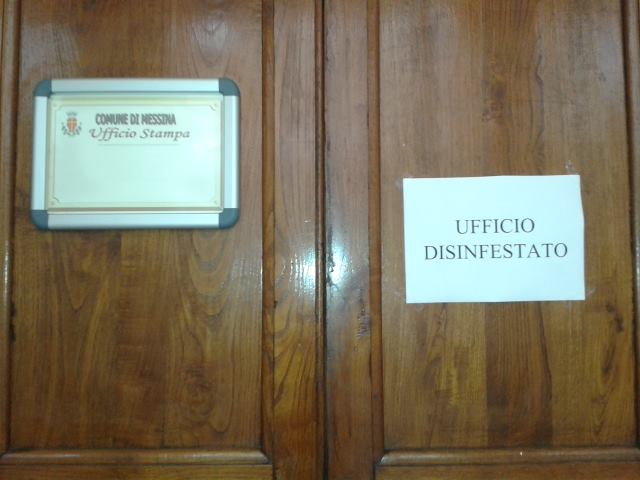 COMUNE DI MESSINA
Ufficio Stampa
UFFICIO
DISINFESTATO